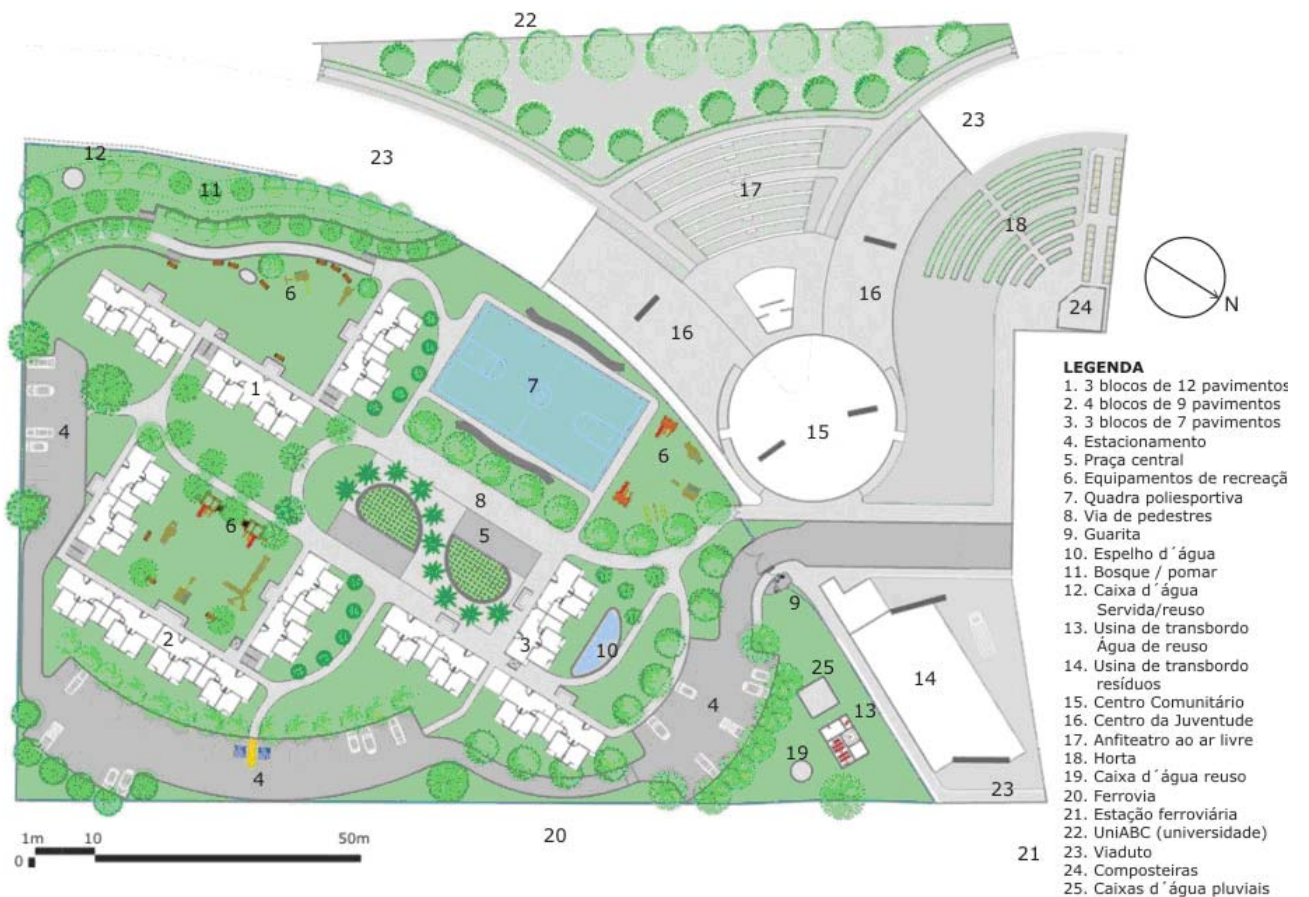 22
23
12
23
11
17
18
6
16
24
N
16
1
7
4
15
6
8
6
5
9
2
3
10
25
14
4
13
19
4
23
20
21
1m 10 50m
0
LEGENDA
1. 3 blocos de 12 pavimentos
2. 4 blocos de 9 pavimentos
3. 3 blocos de 7 pavimentos
4. Estacionamento
5. Praça central
6. Equipamentos de recreaçã
7. Quadra poliesportiva
8. Via de pedestres
9. Guarita
10. Espelho d´água
11. Bosque / pomar
12. Caixa d´água
Servida/reuso
13. Usina de transbordo
Água de reuso
14. Usina de transbordo
resíduos
15. Centro Comunitário
16. Centro da Juventude
17. Anfiteatro ao ar livre
18. Horta
19. Caixa d´água reuso
20. Ferrovia
21. Estação ferroviária
22. UniABC (universidade)
23. Viaduto
24. Composteiras
25. Caixas d´água pluviais